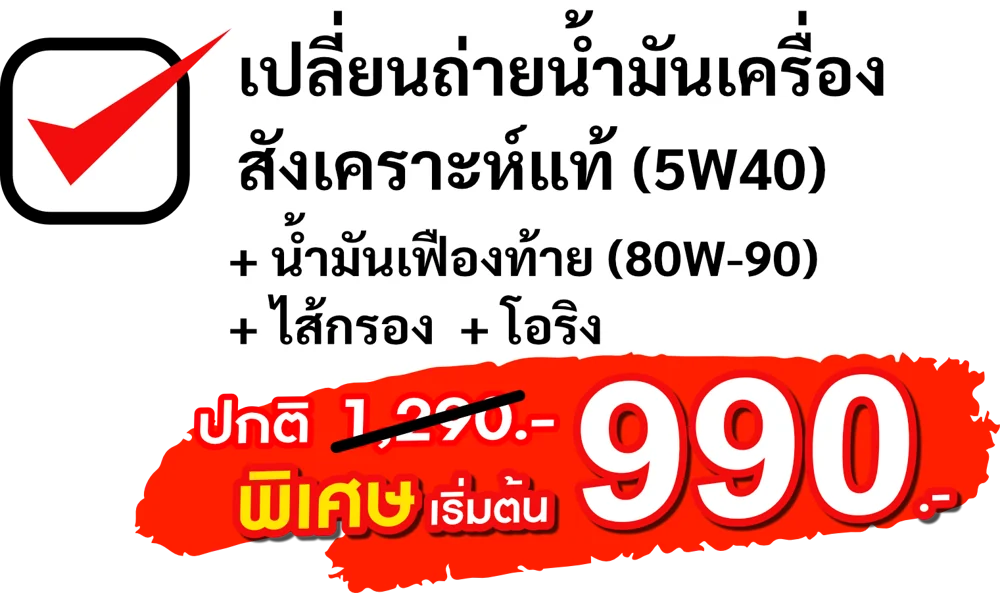 เปลี่ยนถ่ายน้ำมันเครื่อง
สังเคราะห์แท้ (5W40)
+ น้ำมันเฟืองท้าย (80W-90)
+ ไส้กรอง + โอริง
ปกติ 1,290.-
พิเศษ เริ่มต้น 990.-